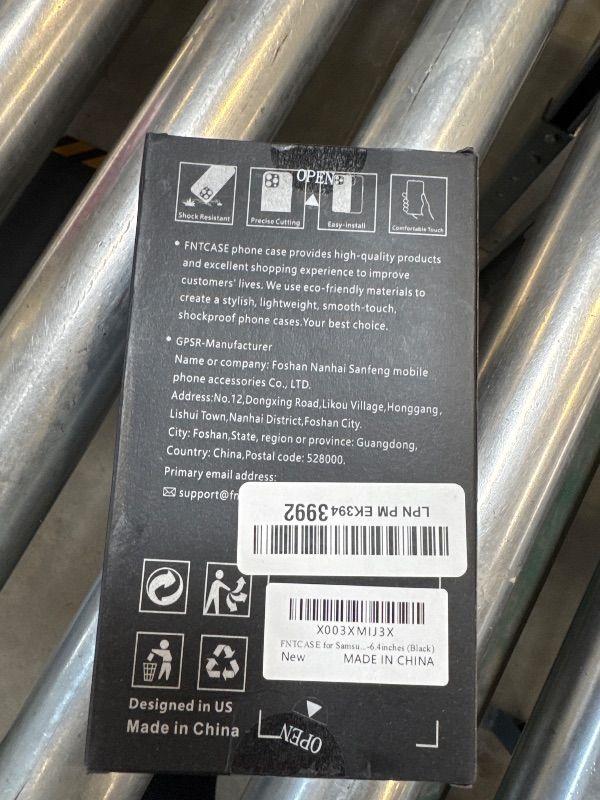 OPEN
Shock Resistant
Precise Cutting
Easy-install
Comfortable Touch
• FNTCASE phone case provides high-quality products
and excellent shopping experience to improve
customers' lives. We use eco-friendly materials to
create a stylish, lightweight, smooth-touch,
shockproof phone cases.Your best choice.
• GPSR-Manufacturer
Name or company: Foshan Nanhai Sanfeng mobile
phone accessories Co., LTD.
Address:No.12,Dongxing Road,Likou Village,Honggang,
Lishui Town,Nanhai District,Foshan City.
City: Foshan,State, region or province: Guangdong,
Country: China,Postal code: 528000.
Primary email address:
support@fn
LPN PM EK3943992
X003XMIJ3X
FNTCASE for Samsu...-6.4inches (Black)
New MADE IN CHINA
Designed in US
Made in China
OPEN